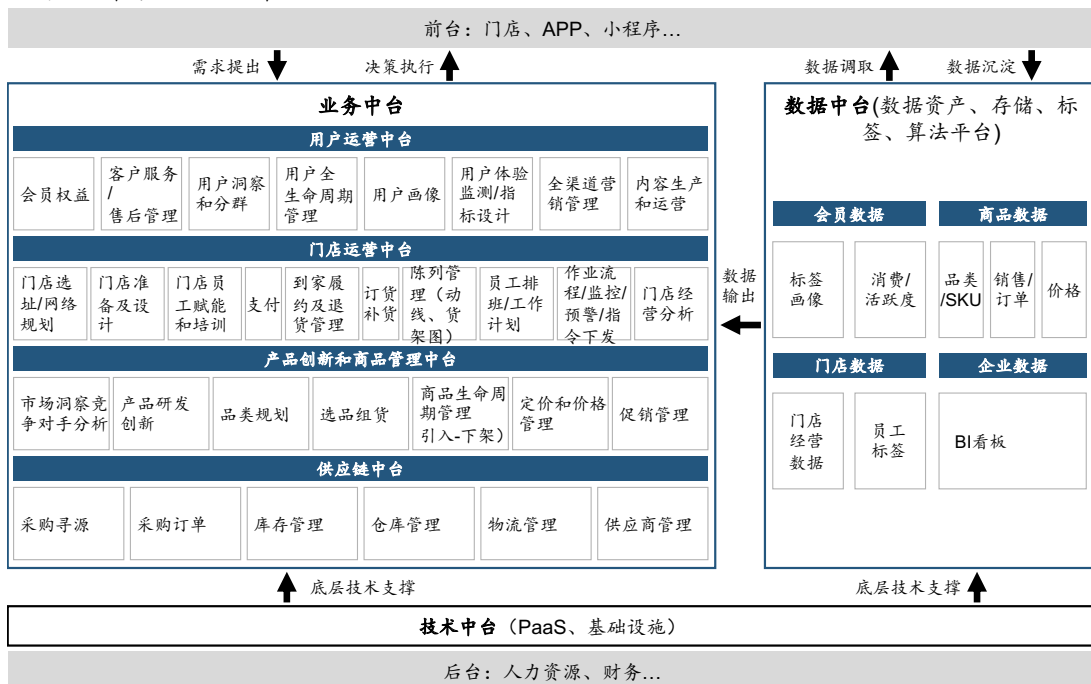 前台：门店、APP、小程序…
需求提出
决策执行
数据调取
数据沉淀
业务中台
用户运营中台
会员权益
客户服务
/
售后管理
用户洞察
和分群
用户全
生命周期
管理
用户画像
用户体验
监测/指
标设计
全渠道营
销管理
内容生产
和运营
门店运营中台
门店选
址/网络
规划
门店准
备及设
计
门店员
工赋能
和培训
支付
到家履
约及退
货管理
订货
补货
陈列管
理（动
线、货
架图）
员工排
班/工作
计划
作业流
程/监控/
预警/指
令下发
门店经
营分析
产品创新和商品管理中台
市场洞察竞
争对手分析
产品研发
创新
品类规划
选品组货
商品生命周
期管理
引入-下架）
定价和价格
管理
促销管理
供应链中台
采购寻源
采购订单
库存管理
仓库管理
物流管理
供应商管理
数据
输出
数据中台(数据资产、存储、标
签、算法平台)
会员数据
商品数据
标签
画像
消费/
活跃度
品类
/SKU
销售/
订单
价格
门店数据
企业数据
门店
经营
数据
员工
标签
BI看板
底层技术支撑
底层技术支撑
技术中台（PaaS、基础设施）
后台：人力资源、财务…